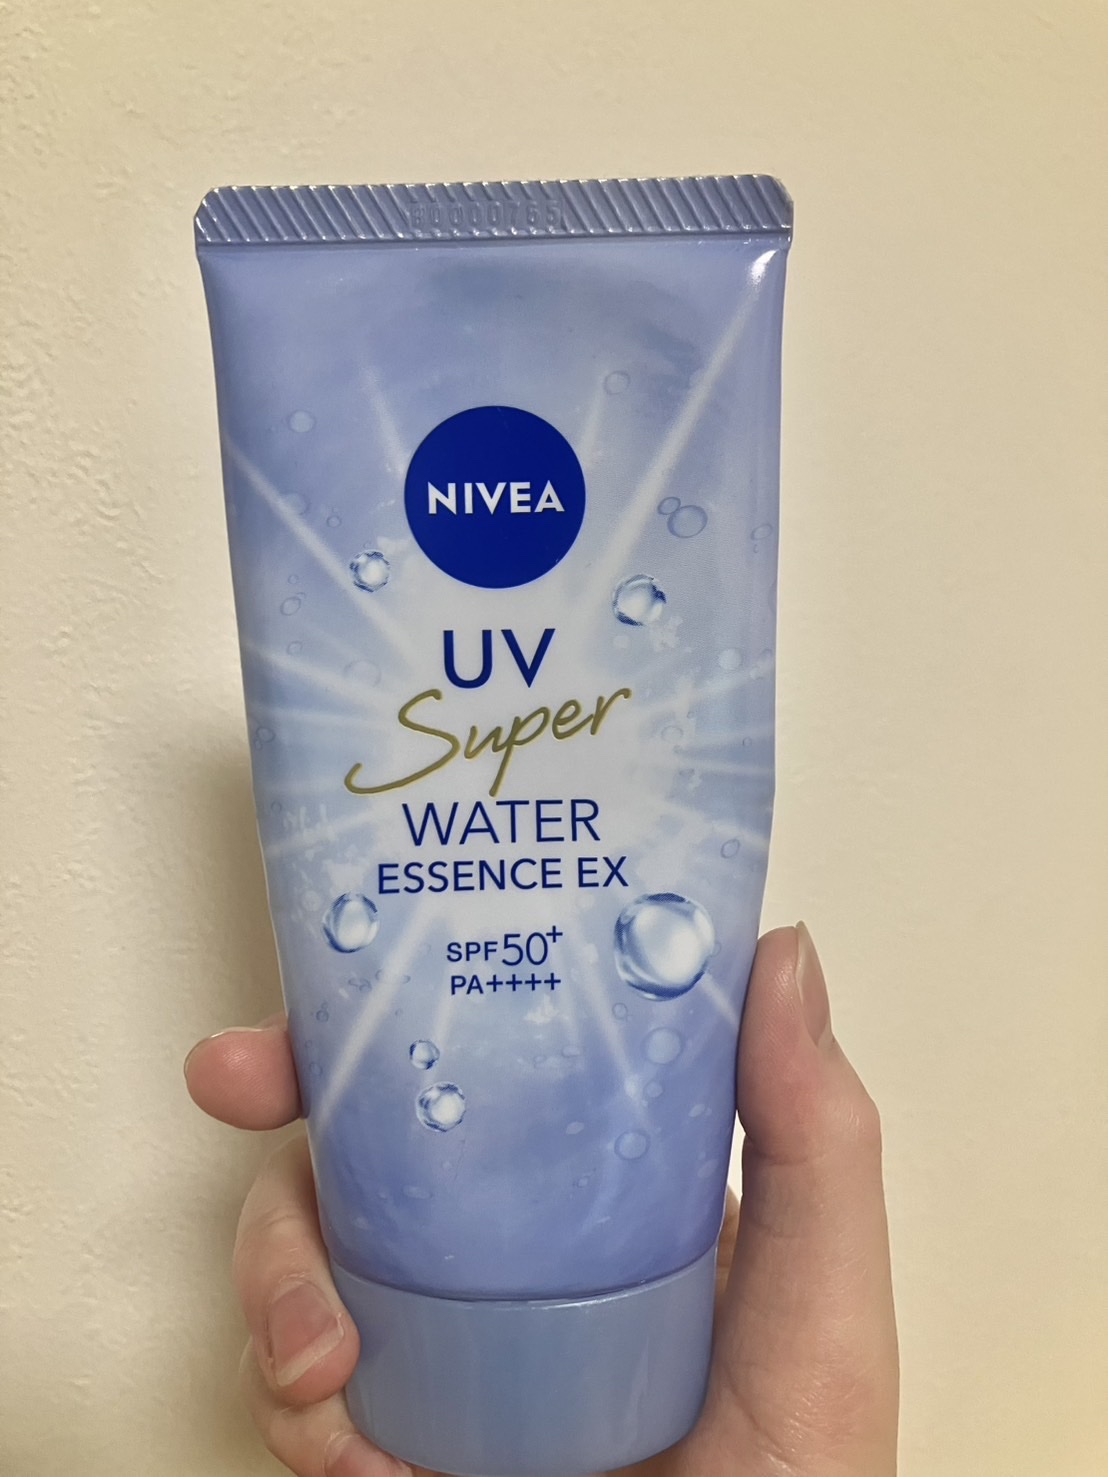 NIVEA
UV
Super
WATER
ESSENCE EX
SPF50+
PA++++